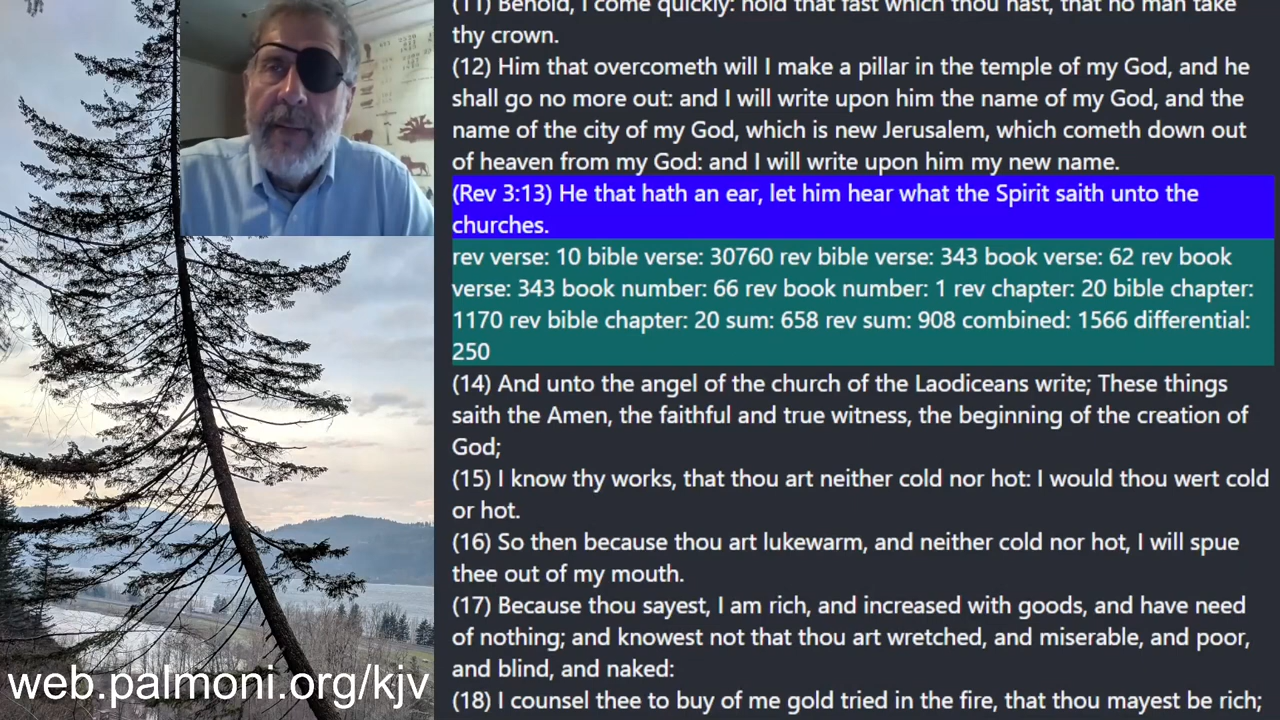 (11) Behold, I come quickly: hold that fast which thou hast, that no man take
thy crown.
(12) Him that overcometh will I make a pillar in the temple of my God, and he
shall go no more out: and I will write upon him the name of my God, and the
name of the city of my God, which is new Jerusalem, which cometh down out
of heaven from my God: and I will write upon him my new name.
(Rev 3:13) He that hath an ear, let him hear what the Spirit saith unto the
churches.
rev verse: 10 bible verse: 30760 rev bible verse: 343 book verse: 62 rev book
verse: 343 book number: 66 rev book number: 1 rev chapter: 20 bible chapter:
1170 rev bible chapter: 20 sum: 658 rev sum: 908 combined: 1566 differential:
250
(14) And unto the angel of the church of the Laodiceans write; These things
saith the Amen, the faithful and true witness, the beginning of the creation of
God;
(15) I know thy works, that thou art neither cold nor hot: I would thou wert cold
or hot.
(16) So then because thou art lukewarm, and neither cold nor hot, I will spue
thee out of my mouth.
(17) Because thou sayest, I am rich, and increased with goods, and have need
of nothing; and knowest not that thou art wretched, and miserable, and poor,
and blind, and naked:
(18) I counsel thee to buy of me gold tried in the fire, that thou mayest be rich;
web.palmoni.org/kjv